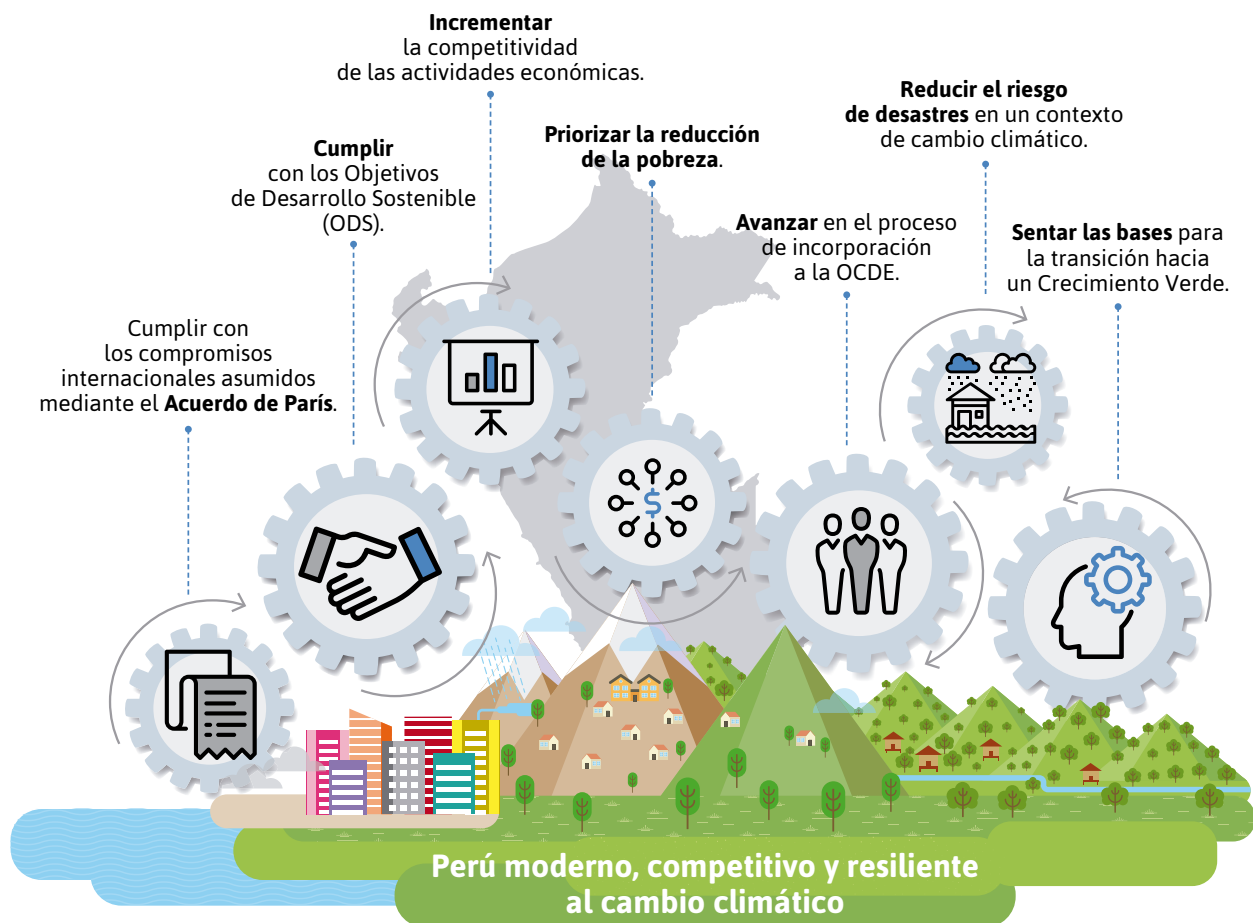 Incrementar
la competitividad
de las actividades económicas.
Reducir el riesgo
de desastres en un contexto
de cambio climático.
Priorizar la reducción
de la pobreza.
Cumplir
con los Objetivos
de Desarrollo Sostenible
(ODS).
Avanzar en el proceso
de incorporación
a la OCDE.
Sentar las bases para
la transición hacia
un Crecimiento Verde.
Cumplir con
los compromisos
internacionales asumidos
mediante el Acuerdo de París.
$
Perú moderno, competitivo y resiliente
al cambio climático